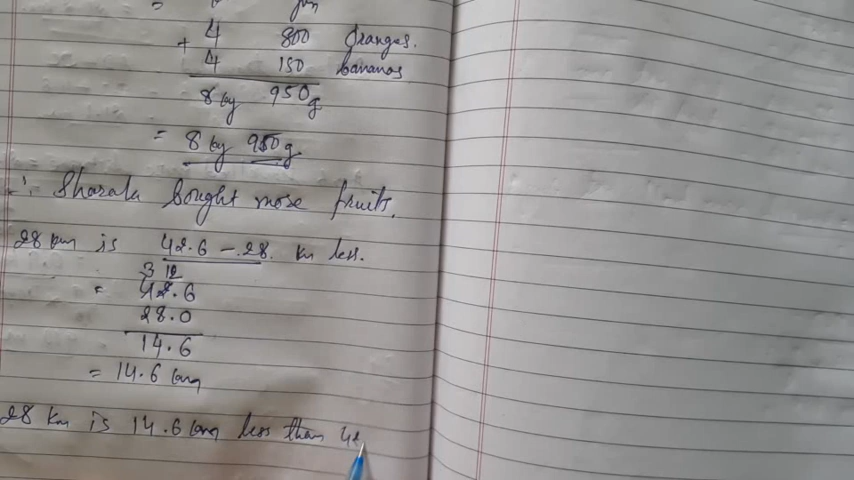 =
gm
4 800 Oranges.
+ 4 150 bananas
8 kg 950 g
= 8 kg 950 g
∴ Sharala bought more fruits.
28 km is 42.6 - 28. km less.
3 12
= 42.6
28.0
14.6
= 14.6 km
28 km is 14.6 km less than 42